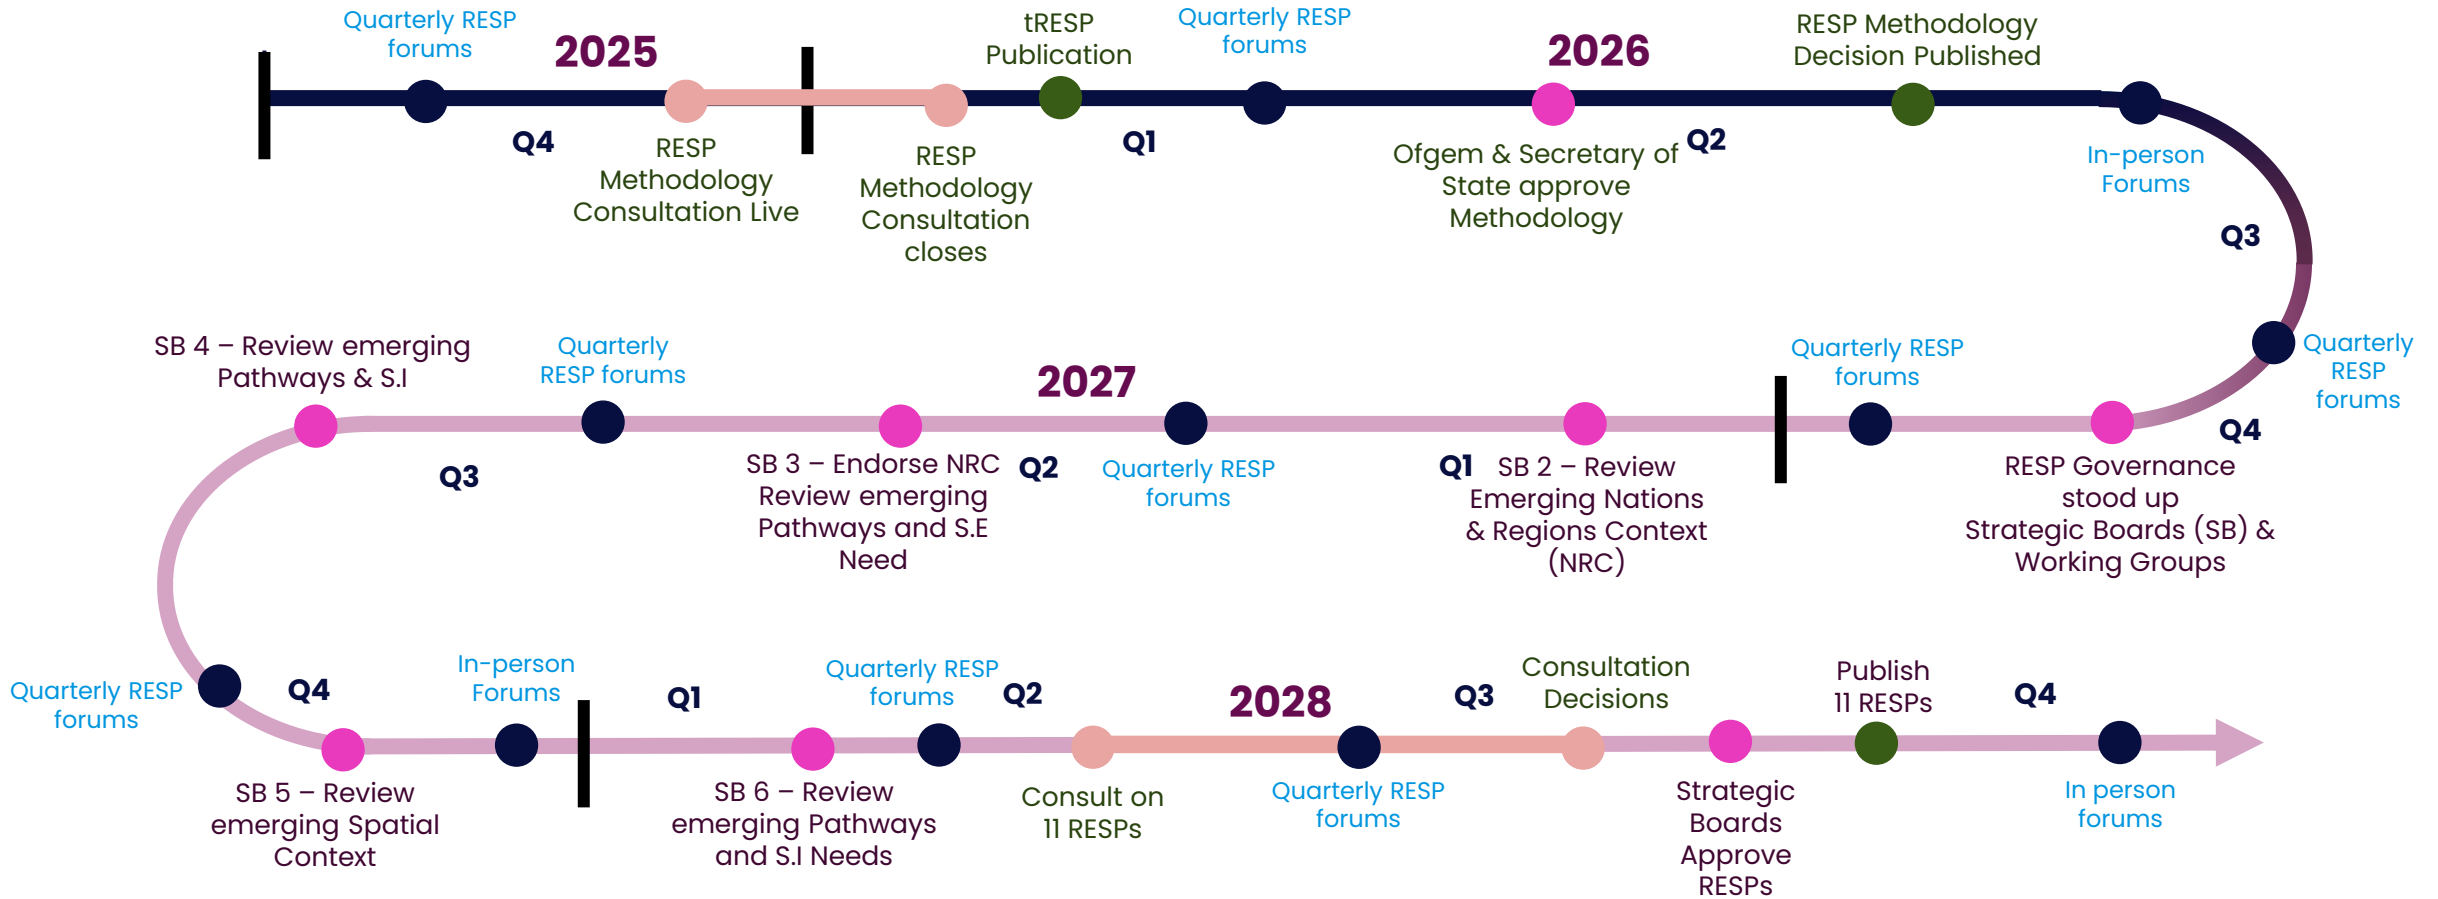 Quarterly RESP
forums
2025
tRESP
Publication
Quarterly RESP
forums
2026
RESP Methodology
Decision Published
Q4
RESP
Methodology
Consultation Live
RESP
Methodology
Consultation
closes
Q1
Ofgem & Secretary of
State approve
Methodology
Q2
In-person
Forums
Q3
Quarterly
RESP
forums
Q4
RESP Governance
stood up
Strategic Boards (SB) &
Working Groups
Quarterly RESP
forums
SB 2 – Review
Emerging Nations
& Regions Context
(NRC)
Q1
Quarterly RESP
forums
2027
Q2
SB 3 – Endorse NRC
Review emerging
Pathways and S.E
Need
Quarterly
RESP forums
Q3
SB 4 – Review emerging
Pathways & S.I
Quarterly RESP
forums
Q4
SB 5 – Review
emerging Spatial
Context
In-person
Forums
Q1
SB 6 – Review
emerging Pathways
and S.I Needs
Quarterly RESP
forums
Q2
Consult on
11 RESPs
2028
Quarterly RESP
forums
Q3
Consultation
Decisions
Strategic
Boards
Approve
RESPs
Publish
11 RESPs
Q4
In person
forums